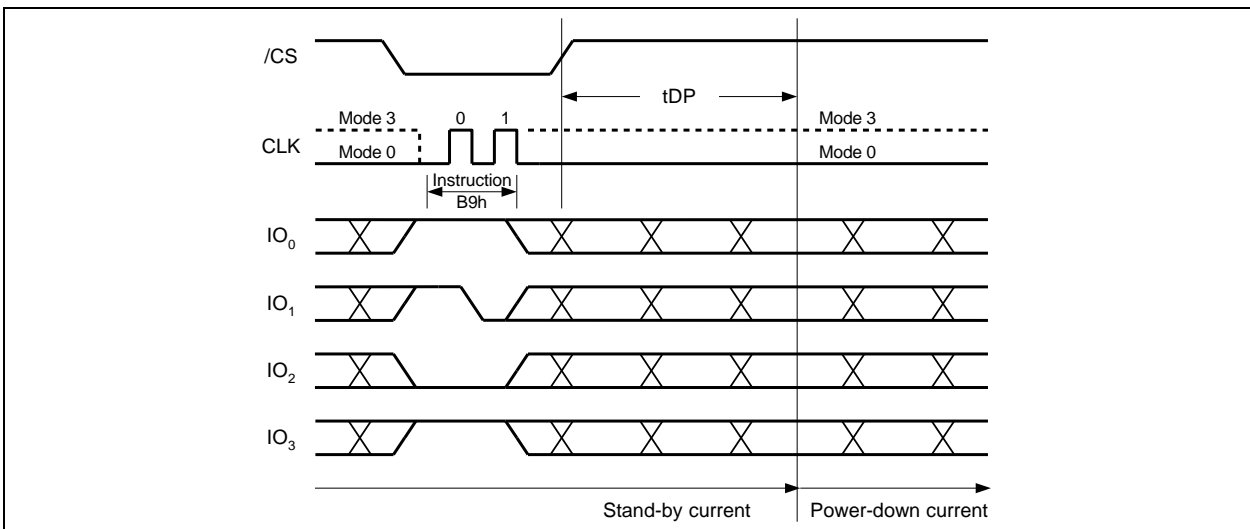 /CS
tDP
Mode 3 0 1 Mode 3
CLK
Mode 0 Mode 0
Instruction
B9h
IO0
IO1
IO2
IO3
Stand-by current Power-down current